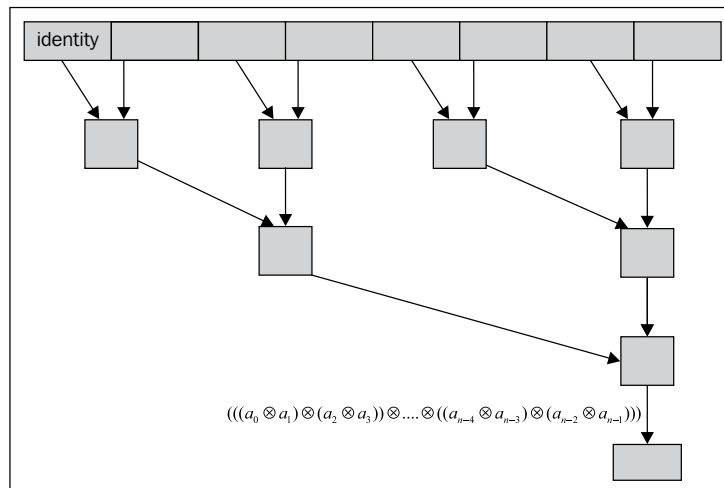 identity
(((a₀ ⊗ a₁) ⊗ (a₂ ⊗ a₃)) ⊗ .... ⊗ ((aₙ₋₄ ⊗ aₙ₋₃) ⊗ (aₙ₋₂ ⊗ aₙ₋₁)))